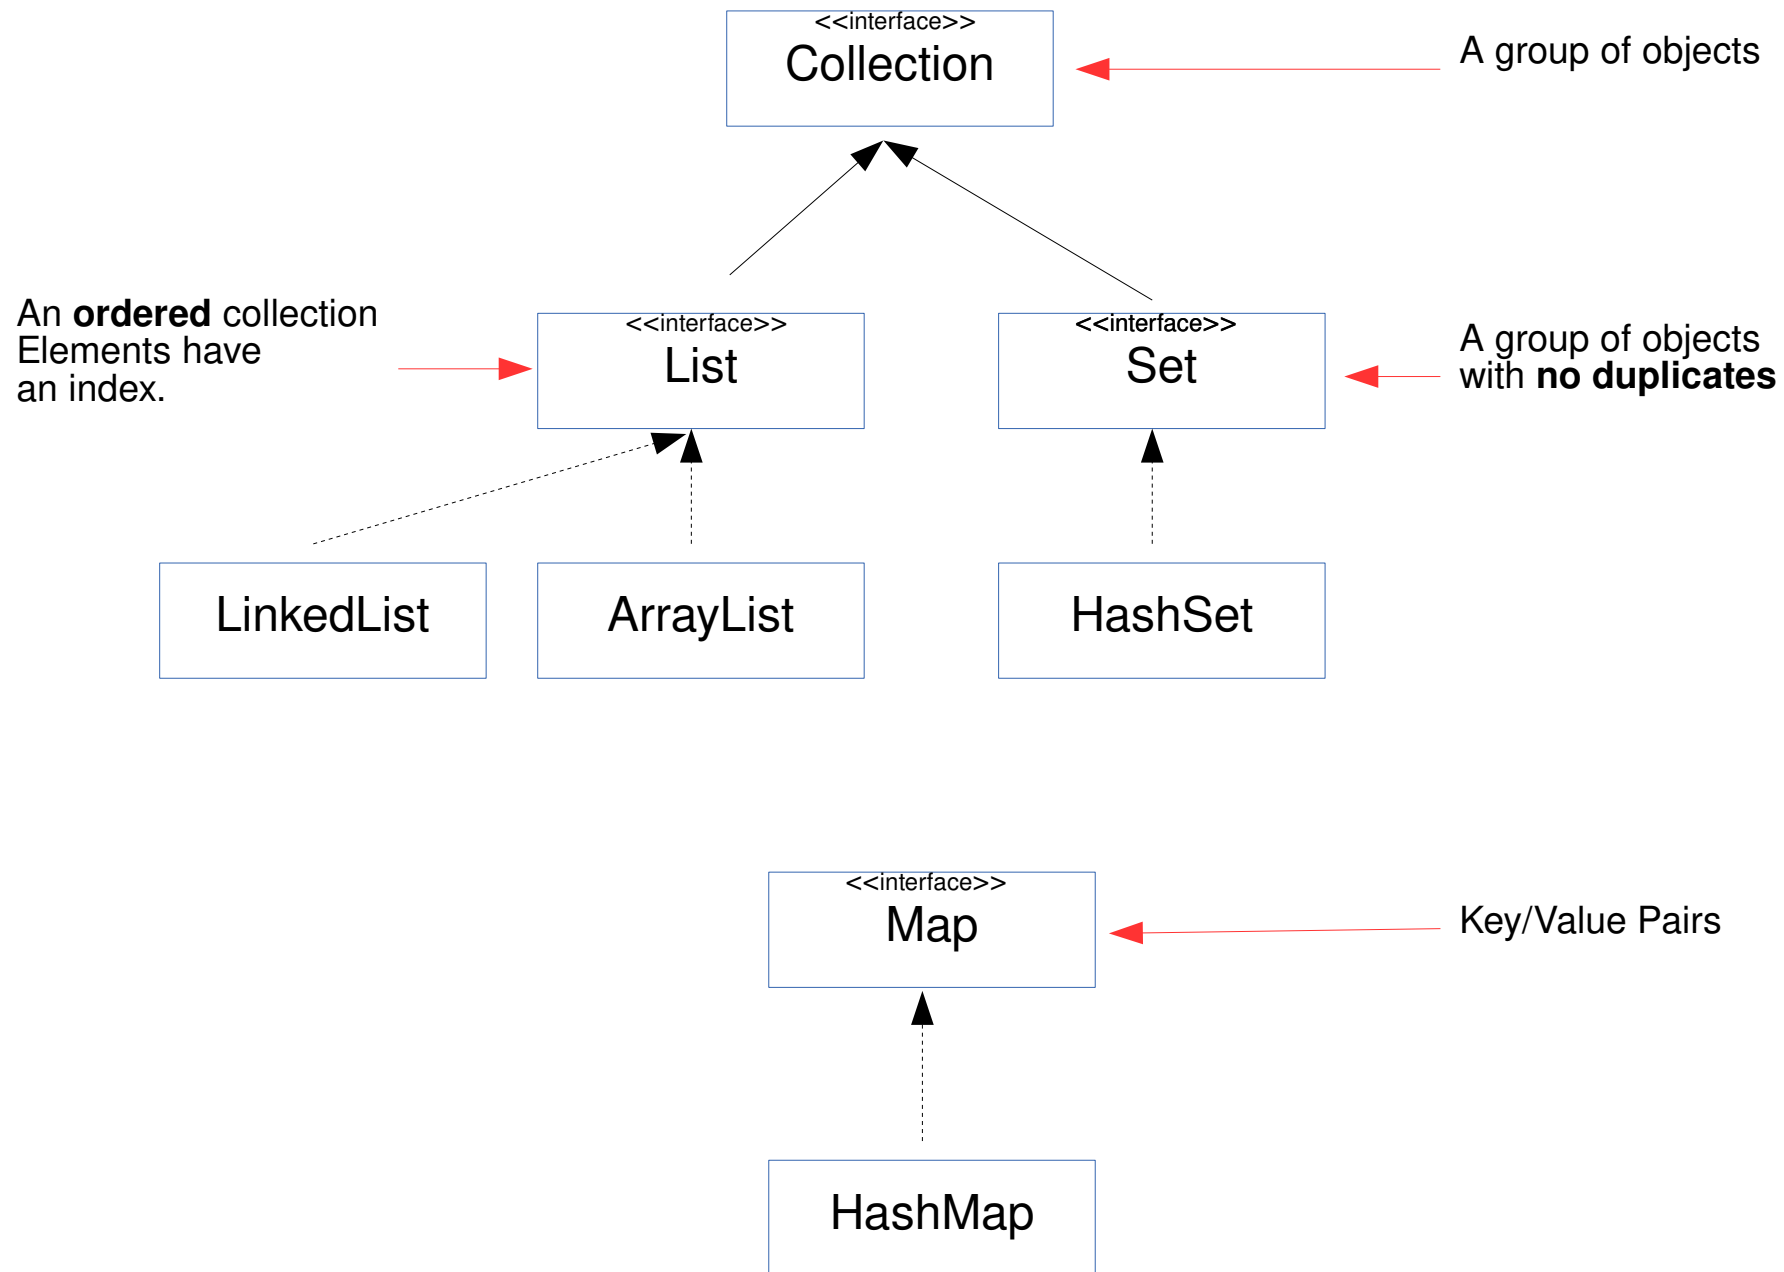 <<interface>>
Collection
A group of objects
An ordered collection
Elements have
an index.
<<interface>>
List
<<interface>>
Set
A group of objects
with no duplicates
LinkedList
ArrayList
HashSet
<<interface>>
Map
Key/Value Pairs
HashMap